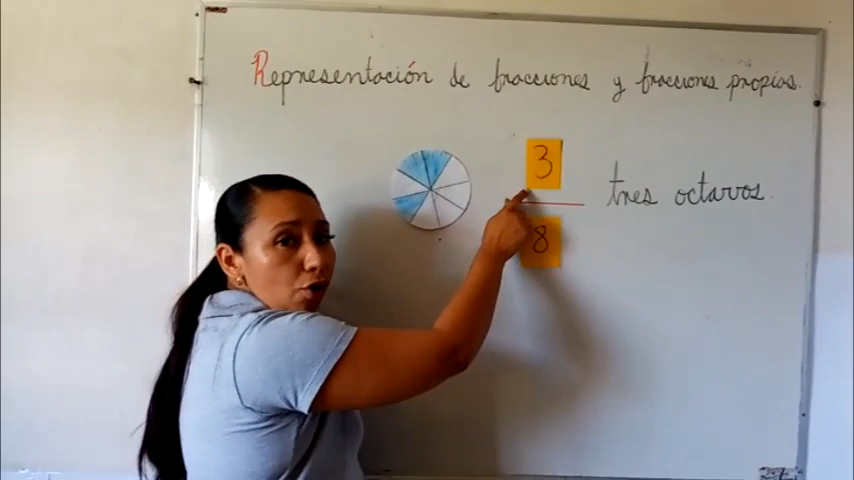 Representación de fracciones y fracciones propias.
3
8
tres octavos.